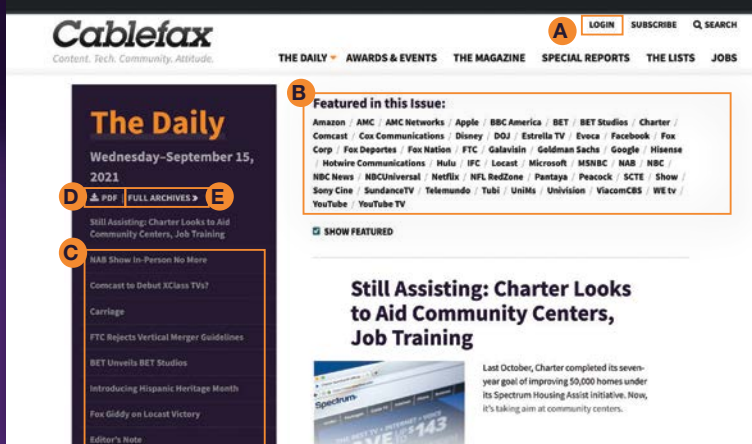 A
LOGIN SUBSCRIBE SEARCH
Cablefax
Content. Tech. Community. Attitude.
THE DAILY AWARDS & EVENTS THE MAGAZINE SPECIAL REPORTS THE LISTS JOBS
B
Featured in this Issue:
Amazon / AMC / AMC Networks / Apple / BBC America / BET / BET Studios / Charter /
Comcast / Cox Communications / Disney / DOJ / Estrella TV / Evoca / Facebook / Fox
Corp / Fox Deportes / Fox Nation / FTC / Galavisin / Goldman Sachs / Google / Hisense
/ Hotwire Communications / Hulu / IFC / Locast / Microsoft / MSNBC / NAB / NBC /
NBC News / NBCUniversal / Netflix / NFL RedZone / Pantaya / Peacock / SCTE / Show /
Sony Cine / SundanceTV / Telemundo / Tubi / UniMs / Univision / ViacomCBS / WE tv /
YouTube / YouTube TV
SHOW FEATURED
The Daily
Wednesday–September 15,
2021
D PDF | FULL ARCHIVES E
Still Assisting: Charter Looks to Aid
Community Centers, Job Training
C
NAB Show In-Person No More
Comcast to Debut XClass TVs?
Carriage
FTC Rejects Vertical Merger Guidelines
BET Unveils BET Studios
Introducing Hispanic Heritage Month
Fox Giddy on Locast Victory
Editor's Note
Still Assisting: Charter Looks
to Aid Community Centers,
Job Training
Last October, Charter completed its seven-
year goal of improving 50,000 homes under
its Spectrum Housing Assist initiative. Now,
it's taking aim at community centers.
Spectrum
THE BEST TV + INTERNET + VOICE
$143